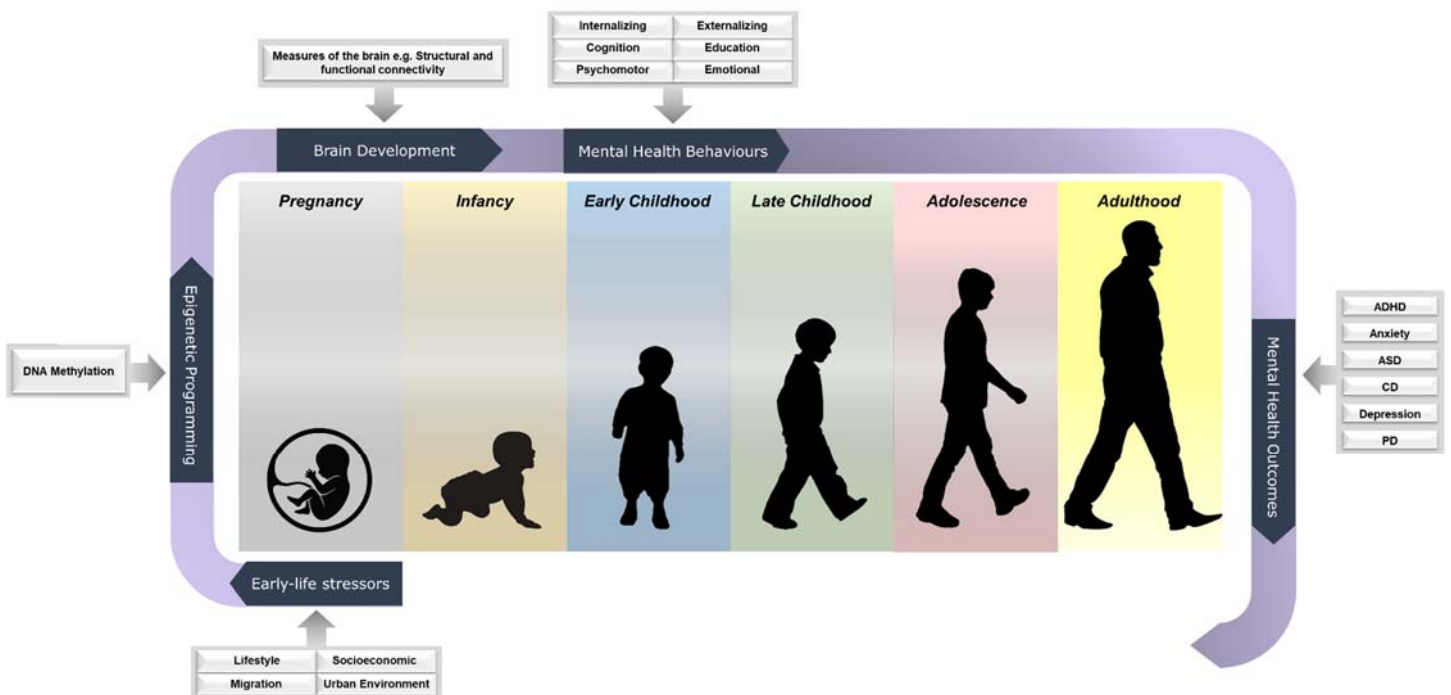 Internalizing
Externalizing
Cognition
Education
Psychomotor
Emotional
Measures of the brain e.g. Structural and
functional connectivity
Brain Development
Mental Health Behaviours
Pregnancy
Infancy
Early Childhood
Late Childhood
Adolescence
Adulthood
Epigenetic Programming
DNA Methylation
Mental Health Outcomes
ADHD
Anxiety
ASD
CD
Depression
PD
Early-life stressors
Lifestyle
Socioeconomic
Migration
Urban Environment